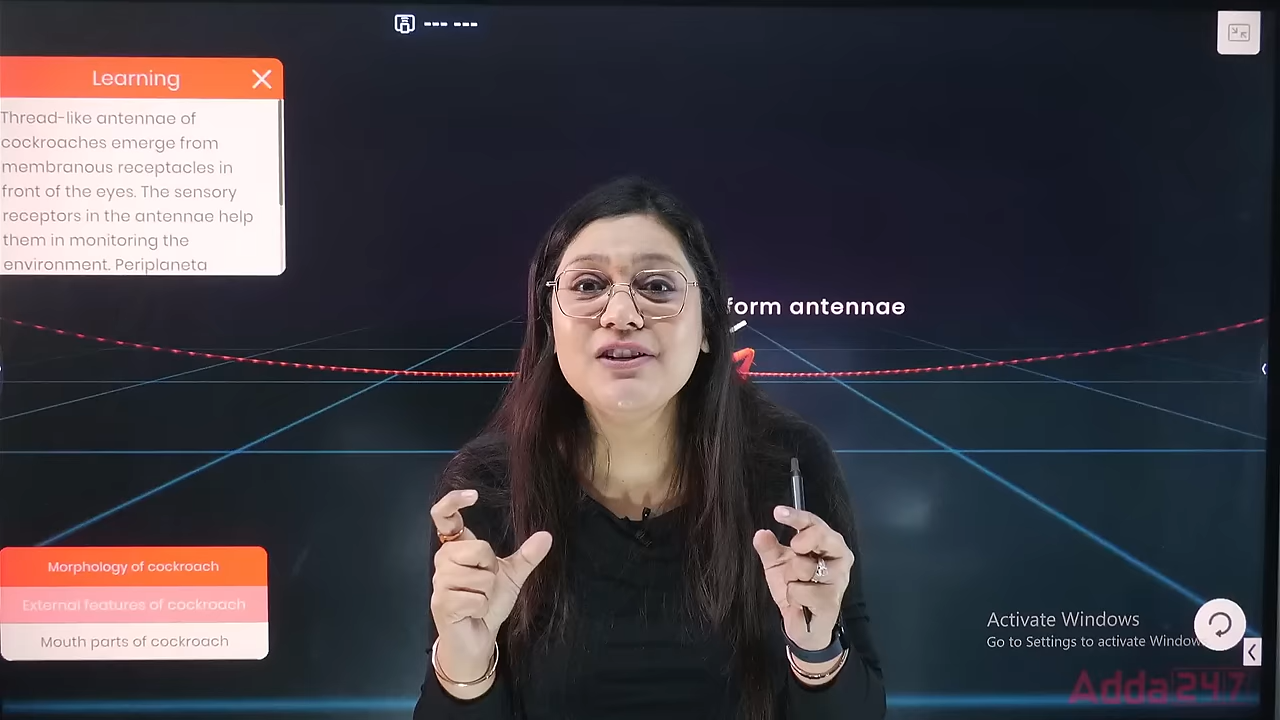 Learning
Thread-like antennae of
cockroaches emerge from
membranous receptacles in
front of the eyes. The sensory
receptors in the antennae help
them in monitoring the
environment. Periplaneta
form antennae
Morphology of cockroach
External features of cockroach
Mouth parts of cockroach
Activate Windows
Go to Settings to activate Window
Adda247